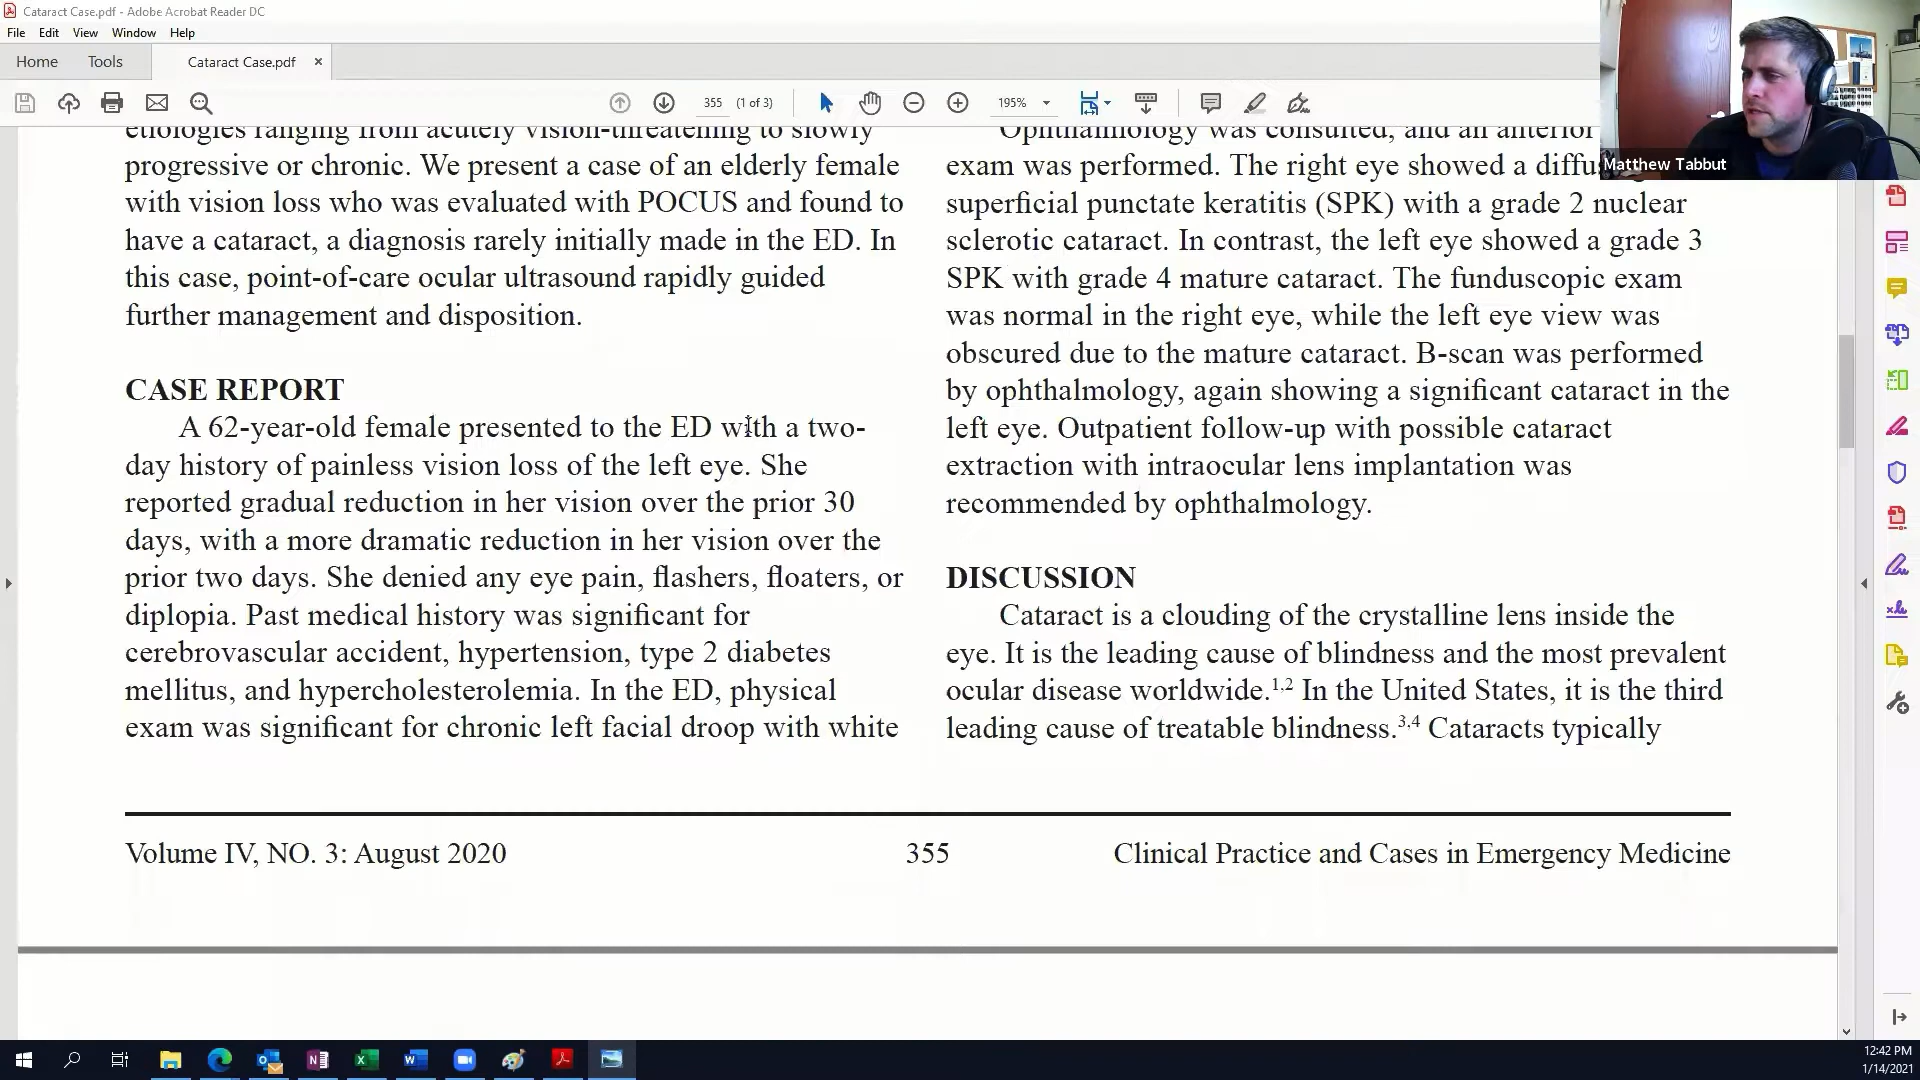 Cataract Case.pdf - Adobe Acrobat Reader DC
File Edit View Window Help
Home Tools Cataract Case.pdf ×
355 (1 of 3) 195%
Matthew Tabbut
etiologies ranging from acutely vision-threatening to slowly
progressive or chronic. We present a case of an elderly female
with vision loss who was evaluated with POCUS and found to
have a cataract, a diagnosis rarely initially made in the ED. In
this case, point-of-care ocular ultrasound rapidly guided
further management and disposition.
CASE REPORT
A 62-year-old female presented to the ED with a two-
day history of painless vision loss of the left eye. She
reported gradual reduction in her vision over the prior 30
days, with a more dramatic reduction in her vision over the
prior two days. She denied any eye pain, flashers, floaters, or
diplopia. Past medical history was significant for
cerebrovascular accident, hypertension, type 2 diabetes
mellitus, and hypercholesterolemia. In the ED, physical
exam was significant for chronic left facial droop with white
Ophthalmology was consulted, and an anterior
exam was performed. The right eye showed a
superficial punctate keratitis (SPK) with a grade 2 nuclear
sclerotic cataract. In contrast, the left eye showed a grade 3
SPK with grade 4 mature cataract. The funduscopic exam
was normal in the right eye, while the left eye view was
obscured due to the mature cataract. B-scan was performed
by ophthalmology, again showing a significant cataract in the
left eye. Outpatient follow-up with possible cataract
extraction with intraocular lens implantation was
recommended by ophthalmology.
DISCUSSION
Cataract is a clouding of the crystalline lens inside the
eye. It is the leading cause of blindness and the most prevalent
ocular disease worldwide.1,2 In the United States, it is the third
leading cause of treatable blindness.3,4 Cataracts typically
Volume IV, NO. 3: August 2020 355 Clinical Practice and Cases in Emergency Medicine
12:42 PM
1/14/2021